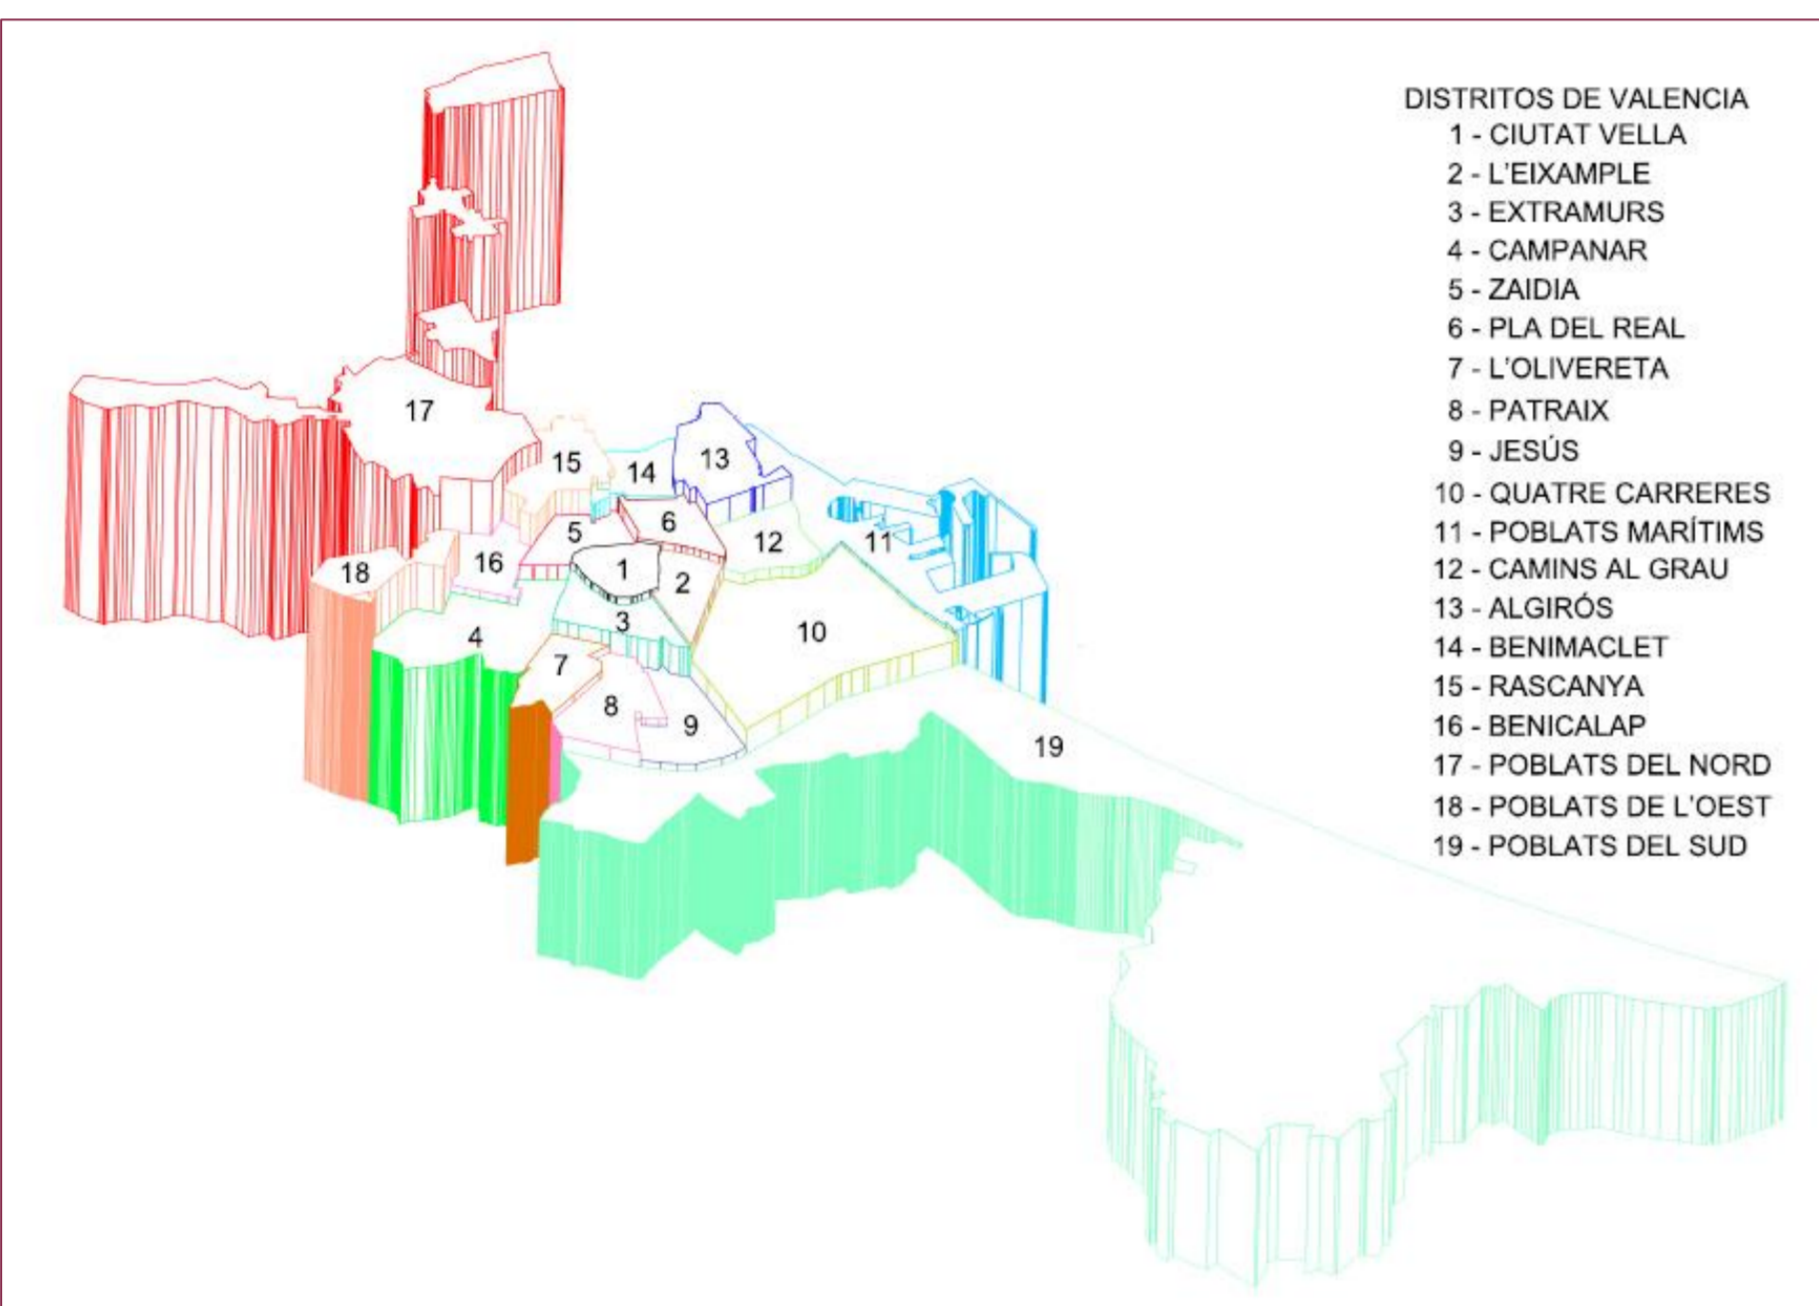 DISTRITOS DE VALENCIA
1 - CIUTAT VELLA
2 - L'EIXAMPLE
3 - EXTRAMURS
4 - CAMPANAR
5 - ZAIDIA
6 - PLA DEL REAL
7 - L'OLIVERETA
8 - PATRAIX
9 - JESÚS
10 - QUATRE CARRERES
11 - POBLATS MARÍTIMS
12 - CAMINS AL GRAU
13 - ALGIRÓS
14 - BENIMACLET
15 - RASCANYA
16 - BENICALAP
17 - POBLATS DEL NORD
18 - POBLATS DE L'OEST
19 - POBLATS DEL SUD
17
15
14
13
6
5
12
11
16
18
1
2
3
10
4
7
8
9
19